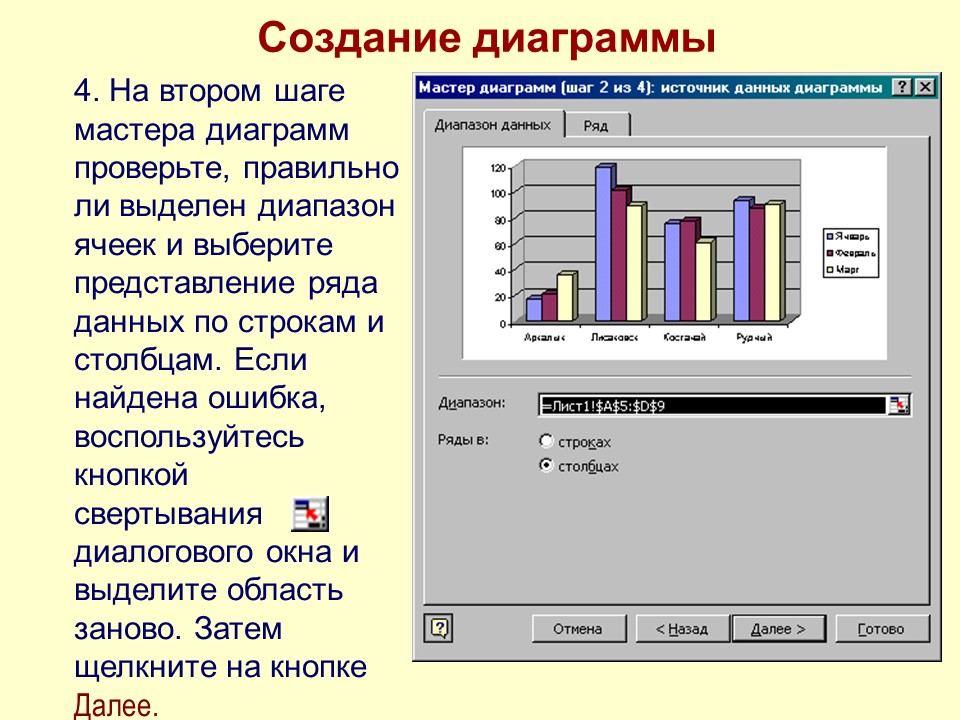 Создание диаграммы
4. На втором шаге
мастера диаграмм
проверьте, правильно
ли выделен диапазон
ячеек и выберите
представление ряда
данных по строкам и
столбцам. Если
найдена ошибка,
воспользуйтесь
кнопкой
свертывания
диалогового окна и
выделите область
заново. Затем
щелкните на кнопке
Далее.
Мастер диаграмм (шаг 2 из 4): источник данных диаграммы
Диапазон данных
Ряд
120
100
80
60
40
20
0
Аркалык Лисаковск Костанай Рудный
Январь
Февраль
Март
Диапазон: =Лист1!$A$5:$D$9
Ряды в: строках
столбцах
Отмена < Назад Далее > Готово